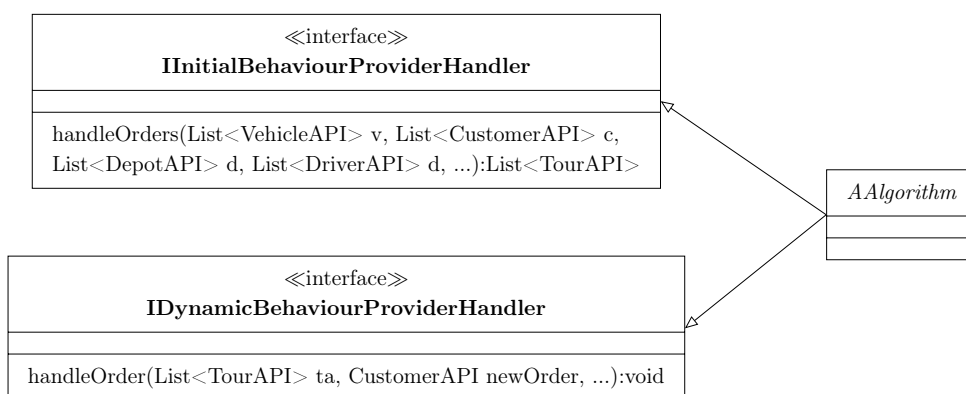 ≪interface≫
IInitialBehaviourProviderHandler
handleOrders(List<VehicleAPI> v, List<CustomerAPI> c,
List<DepotAPI> d, List<DriverAPI> d, ...):List<TourAPI>
AAlgorithm
≪interface≫
IDynamicBehaviourProviderHandler
handleOrder(List<TourAPI> ta, CustomerAPI newOrder, ...):void